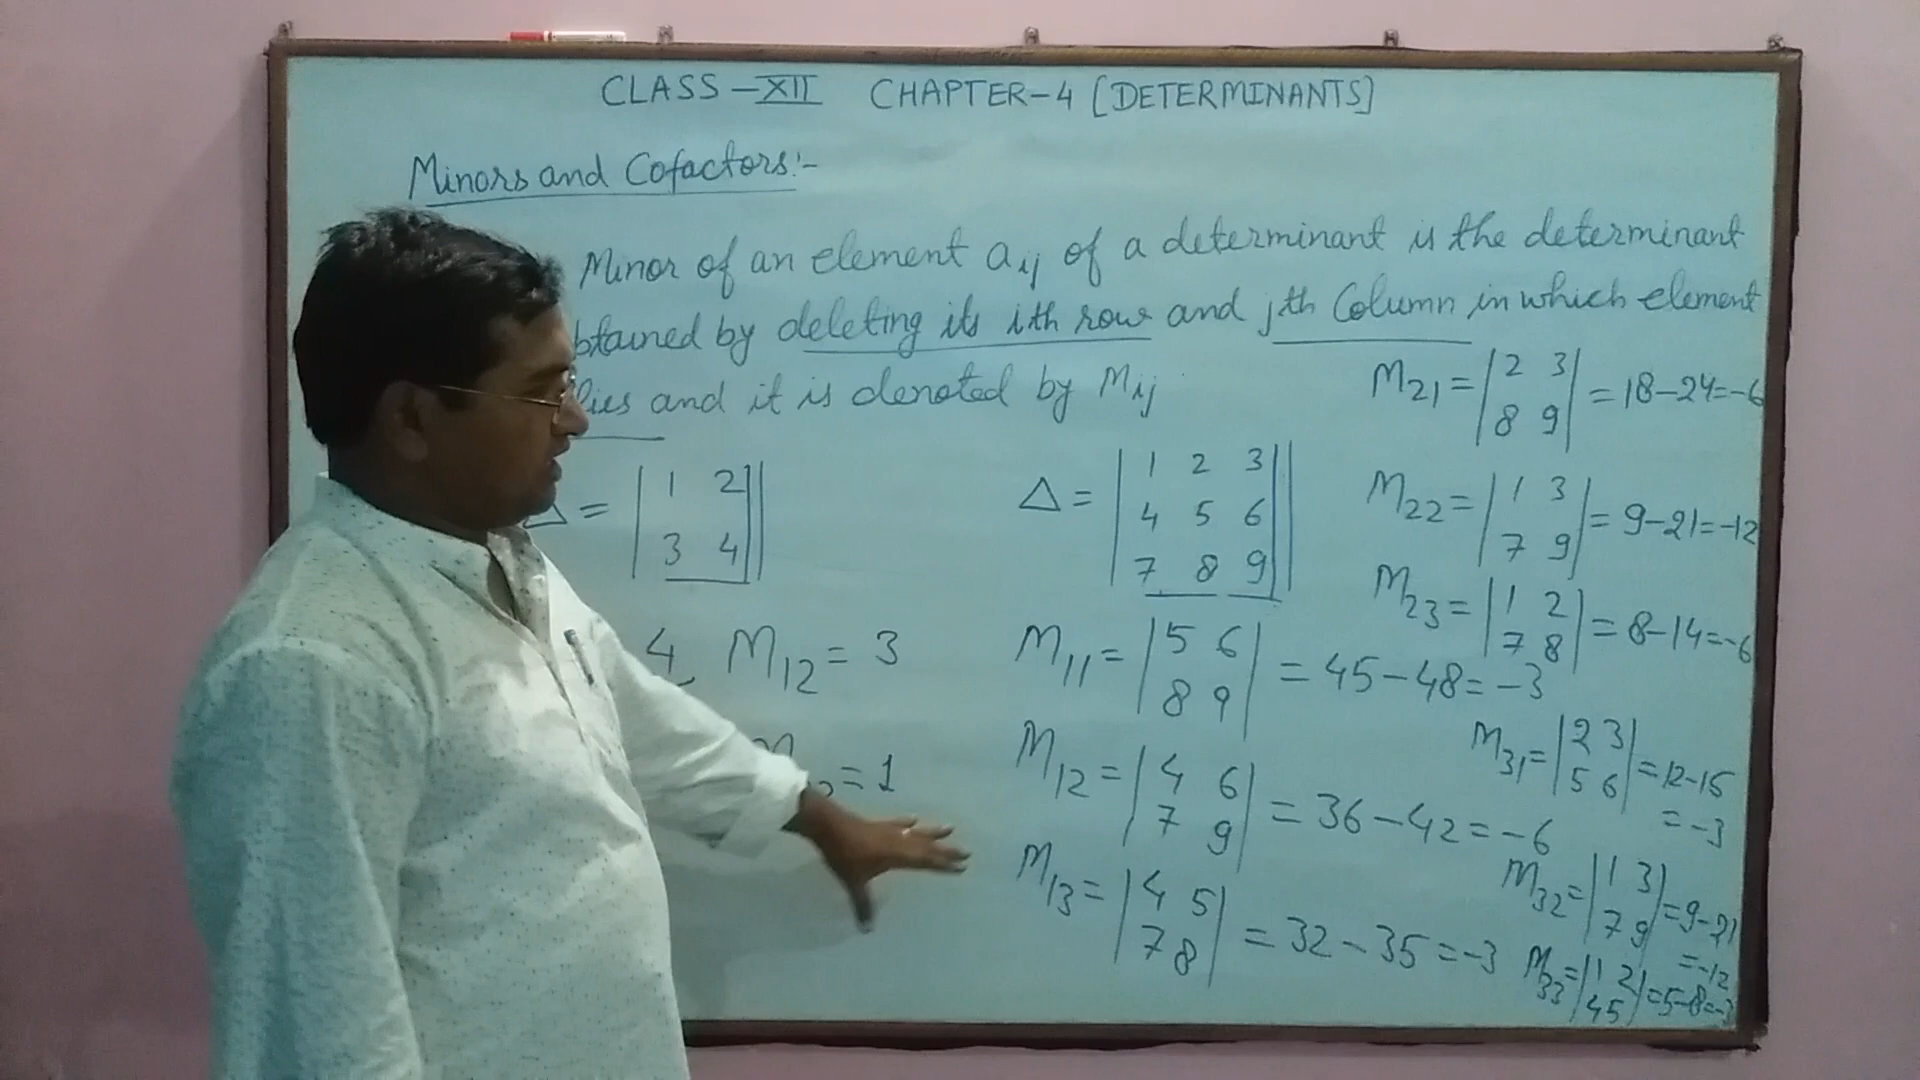 CLASS-XII CHAPTER-4 [DETERMINANTS]
Minors and Cofactors:-
Minor of an element aij of a determinant is the determinant
btained by deleting its ith row and jth Column in which element
lies and it is denoted by Mij
Δ = | 1 2 |
| 3 4 |
4 M12 = 3
= 1
Δ = | 1 2 3 |
| 4 5 6 |
| 7 8 9 |
M11 = | 5 6 | = 45-48 = -3
| 8 9 |
M12 = | 4 6 | = 36-42 = -6
| 7 9 |
M13 = | 4 5 | = 32-35 = -3
| 7 8 |
M21 = | 2 3 | = 18-24 = -6
| 8 9 |
M22 = | 1 3 | = 9-21 = -12
| 7 9 |
M23 = | 1 2 | = 8-14 = -6
| 7 8 |
M31 = | 2 3 | = 12-15
| 5 6 |
= -3
M32 = | 1 3 | = 9-21
| 7 9 |
= -12
M33 = | 1 2 | = 5-8 = -3
| 4 5 |